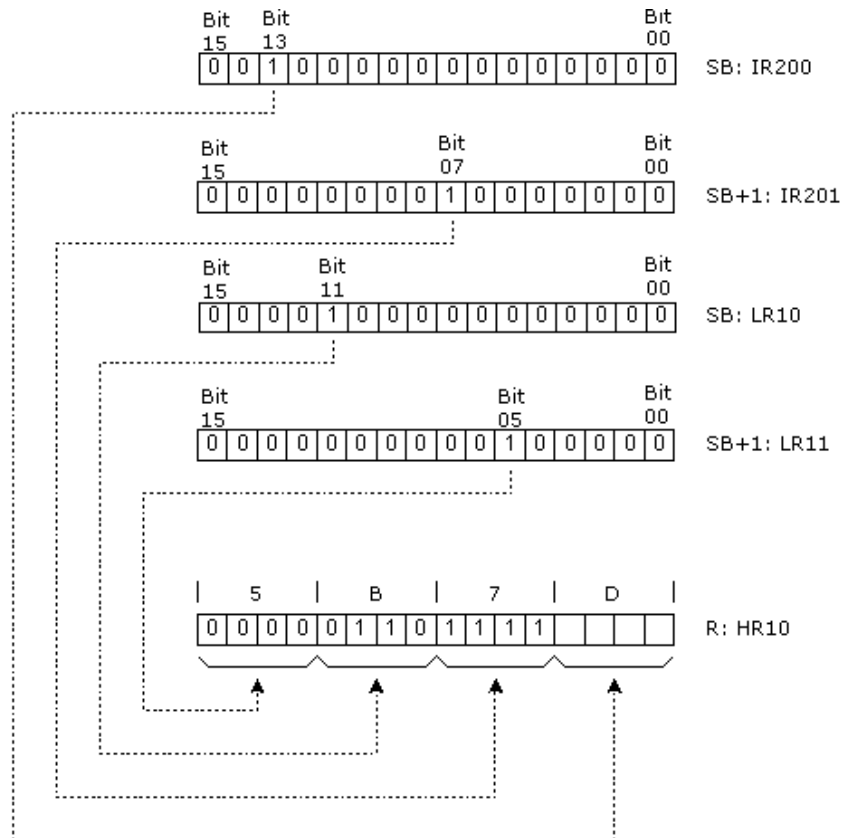 Bit Bit Bit
15 13 00
0 0 1 0 0 0 0 0 0 0 0 0 0 0 0 0 SB: IR200
Bit Bit Bit
15 07 00
0 0 0 0 0 0 0 0 1 0 0 0 0 0 0 0 SB+1: IR201
Bit Bit Bit
15 11 00
0 0 0 0 1 0 0 0 0 0 0 0 0 0 0 0 SB: LR10
Bit Bit Bit
15 05 00
0 0 0 0 0 0 0 0 0 0 1 0 0 0 0 0 SB+1: LR11
5 B 7 D
0 0 0 0 0 1 1 0 1 1 1 1 R: HR10